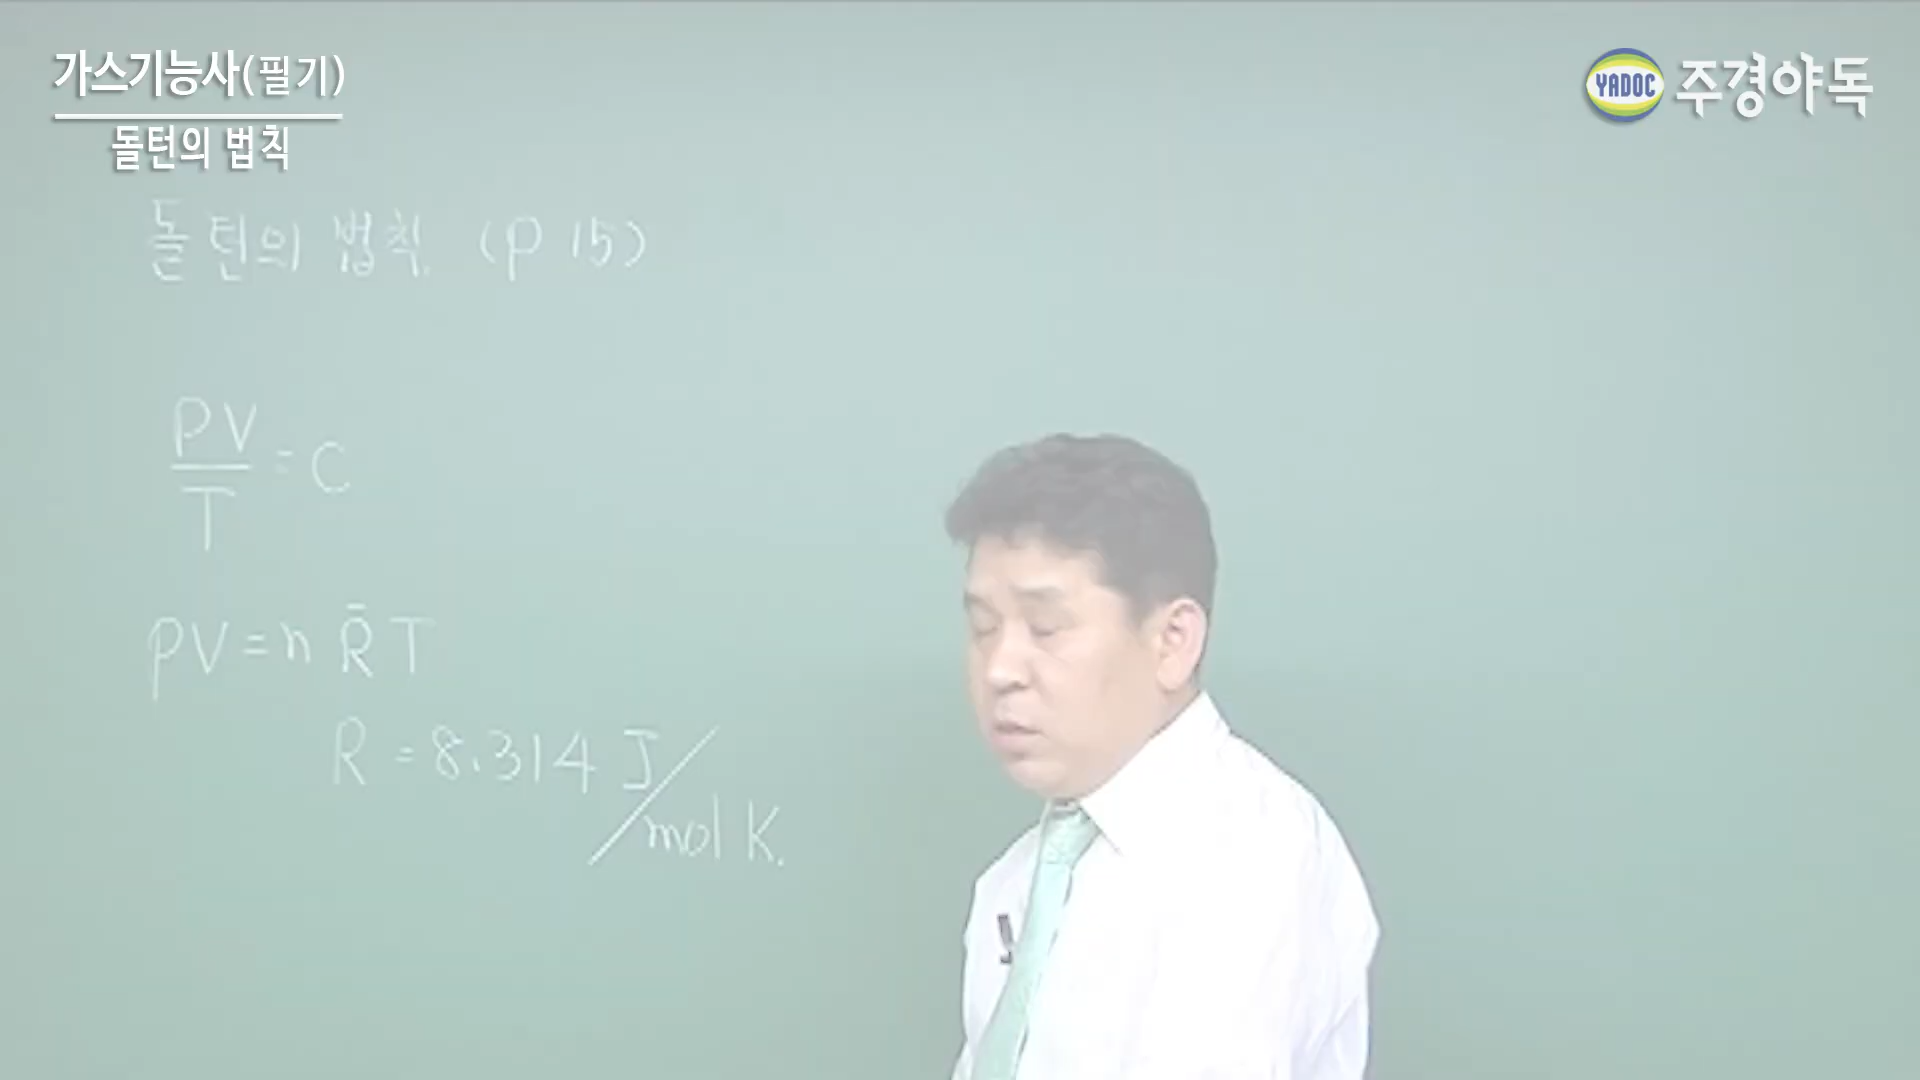 가스기능사(필기)
돌턴의 법칙
YADOC 주경야독
돌턴의 법칙. (P 15)
PV/T = C
PV = n R̄ T
R = 8.314 J/mol K.